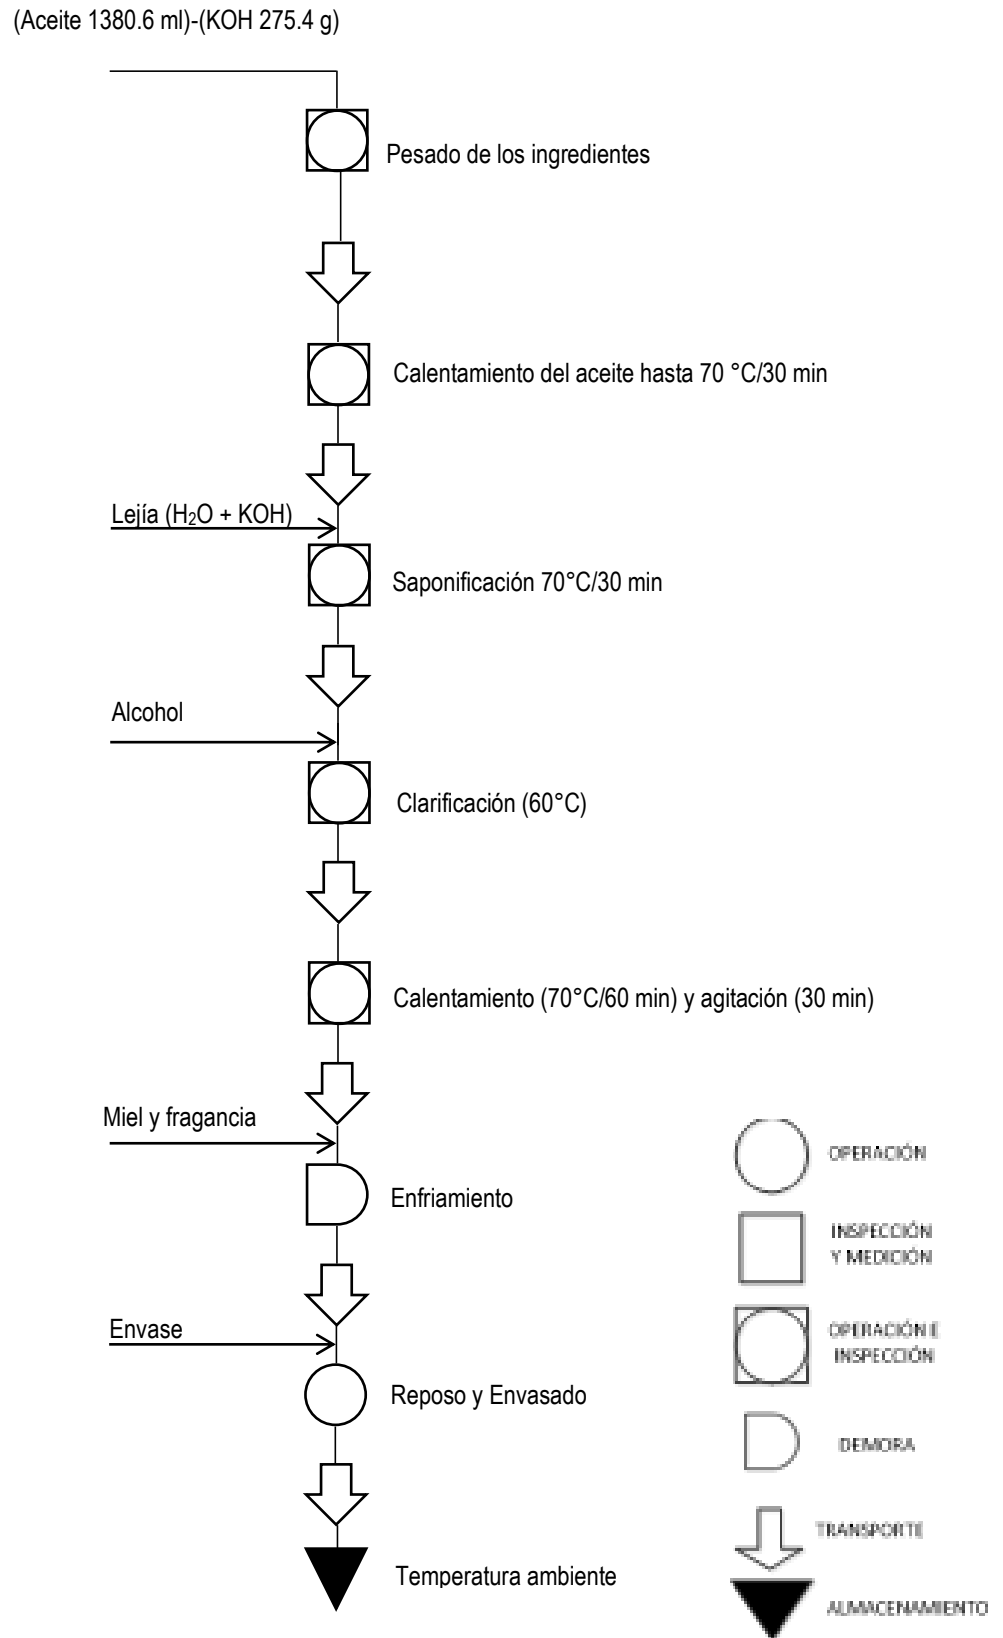 (Aceite 1380.6 ml)-(KOH 275.4 g)
Pesado de los ingredientes
Calentamiento del aceite hasta 70 °C/30 min
Lejía (H₂O + KOH)
Saponificación 70°C/30 min
Alcohol
Clarificación (60°C)
Calentamiento (70°C/60 min) y agitación (30 min)
Miel y fragancia
Enfriamiento
Envase
Reposo y Envasado
Temperatura ambiente
OPERACIÓN
INSPECCIÓN
Y MEDICIÓN
OPERACIÓN E
INSPECCIÓN
DEMORA
TRANSPORTE
ALMACENAMIENTO